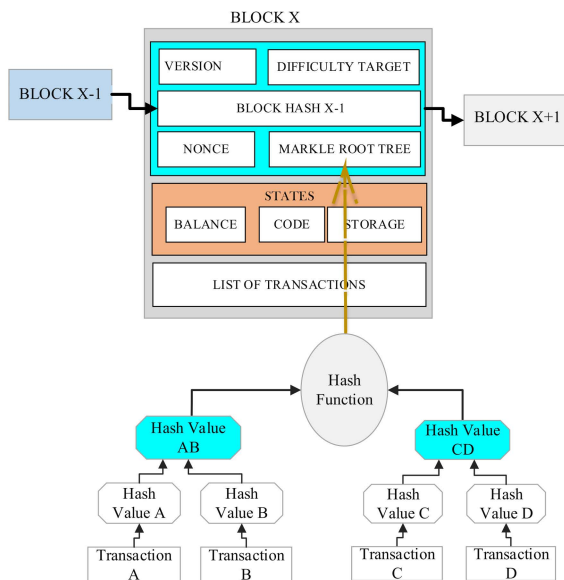 BLOCK X
VERSION
DIFFICULTY TARGET
BLOCK X-1
BLOCK HASH X-1
BLOCK X+1
NONCE
MARKLE ROOT TREE
STATES
BALANCE
CODE
STORAGE
LIST OF TRANSACTIONS
Hash
Function
Hash Value
AB
Hash Value
CD
Hash
Value A
Hash
Value B
Hash
Value C
Hash
Value D
Transaction
A
Transaction
B
Transaction
C
Transaction
D